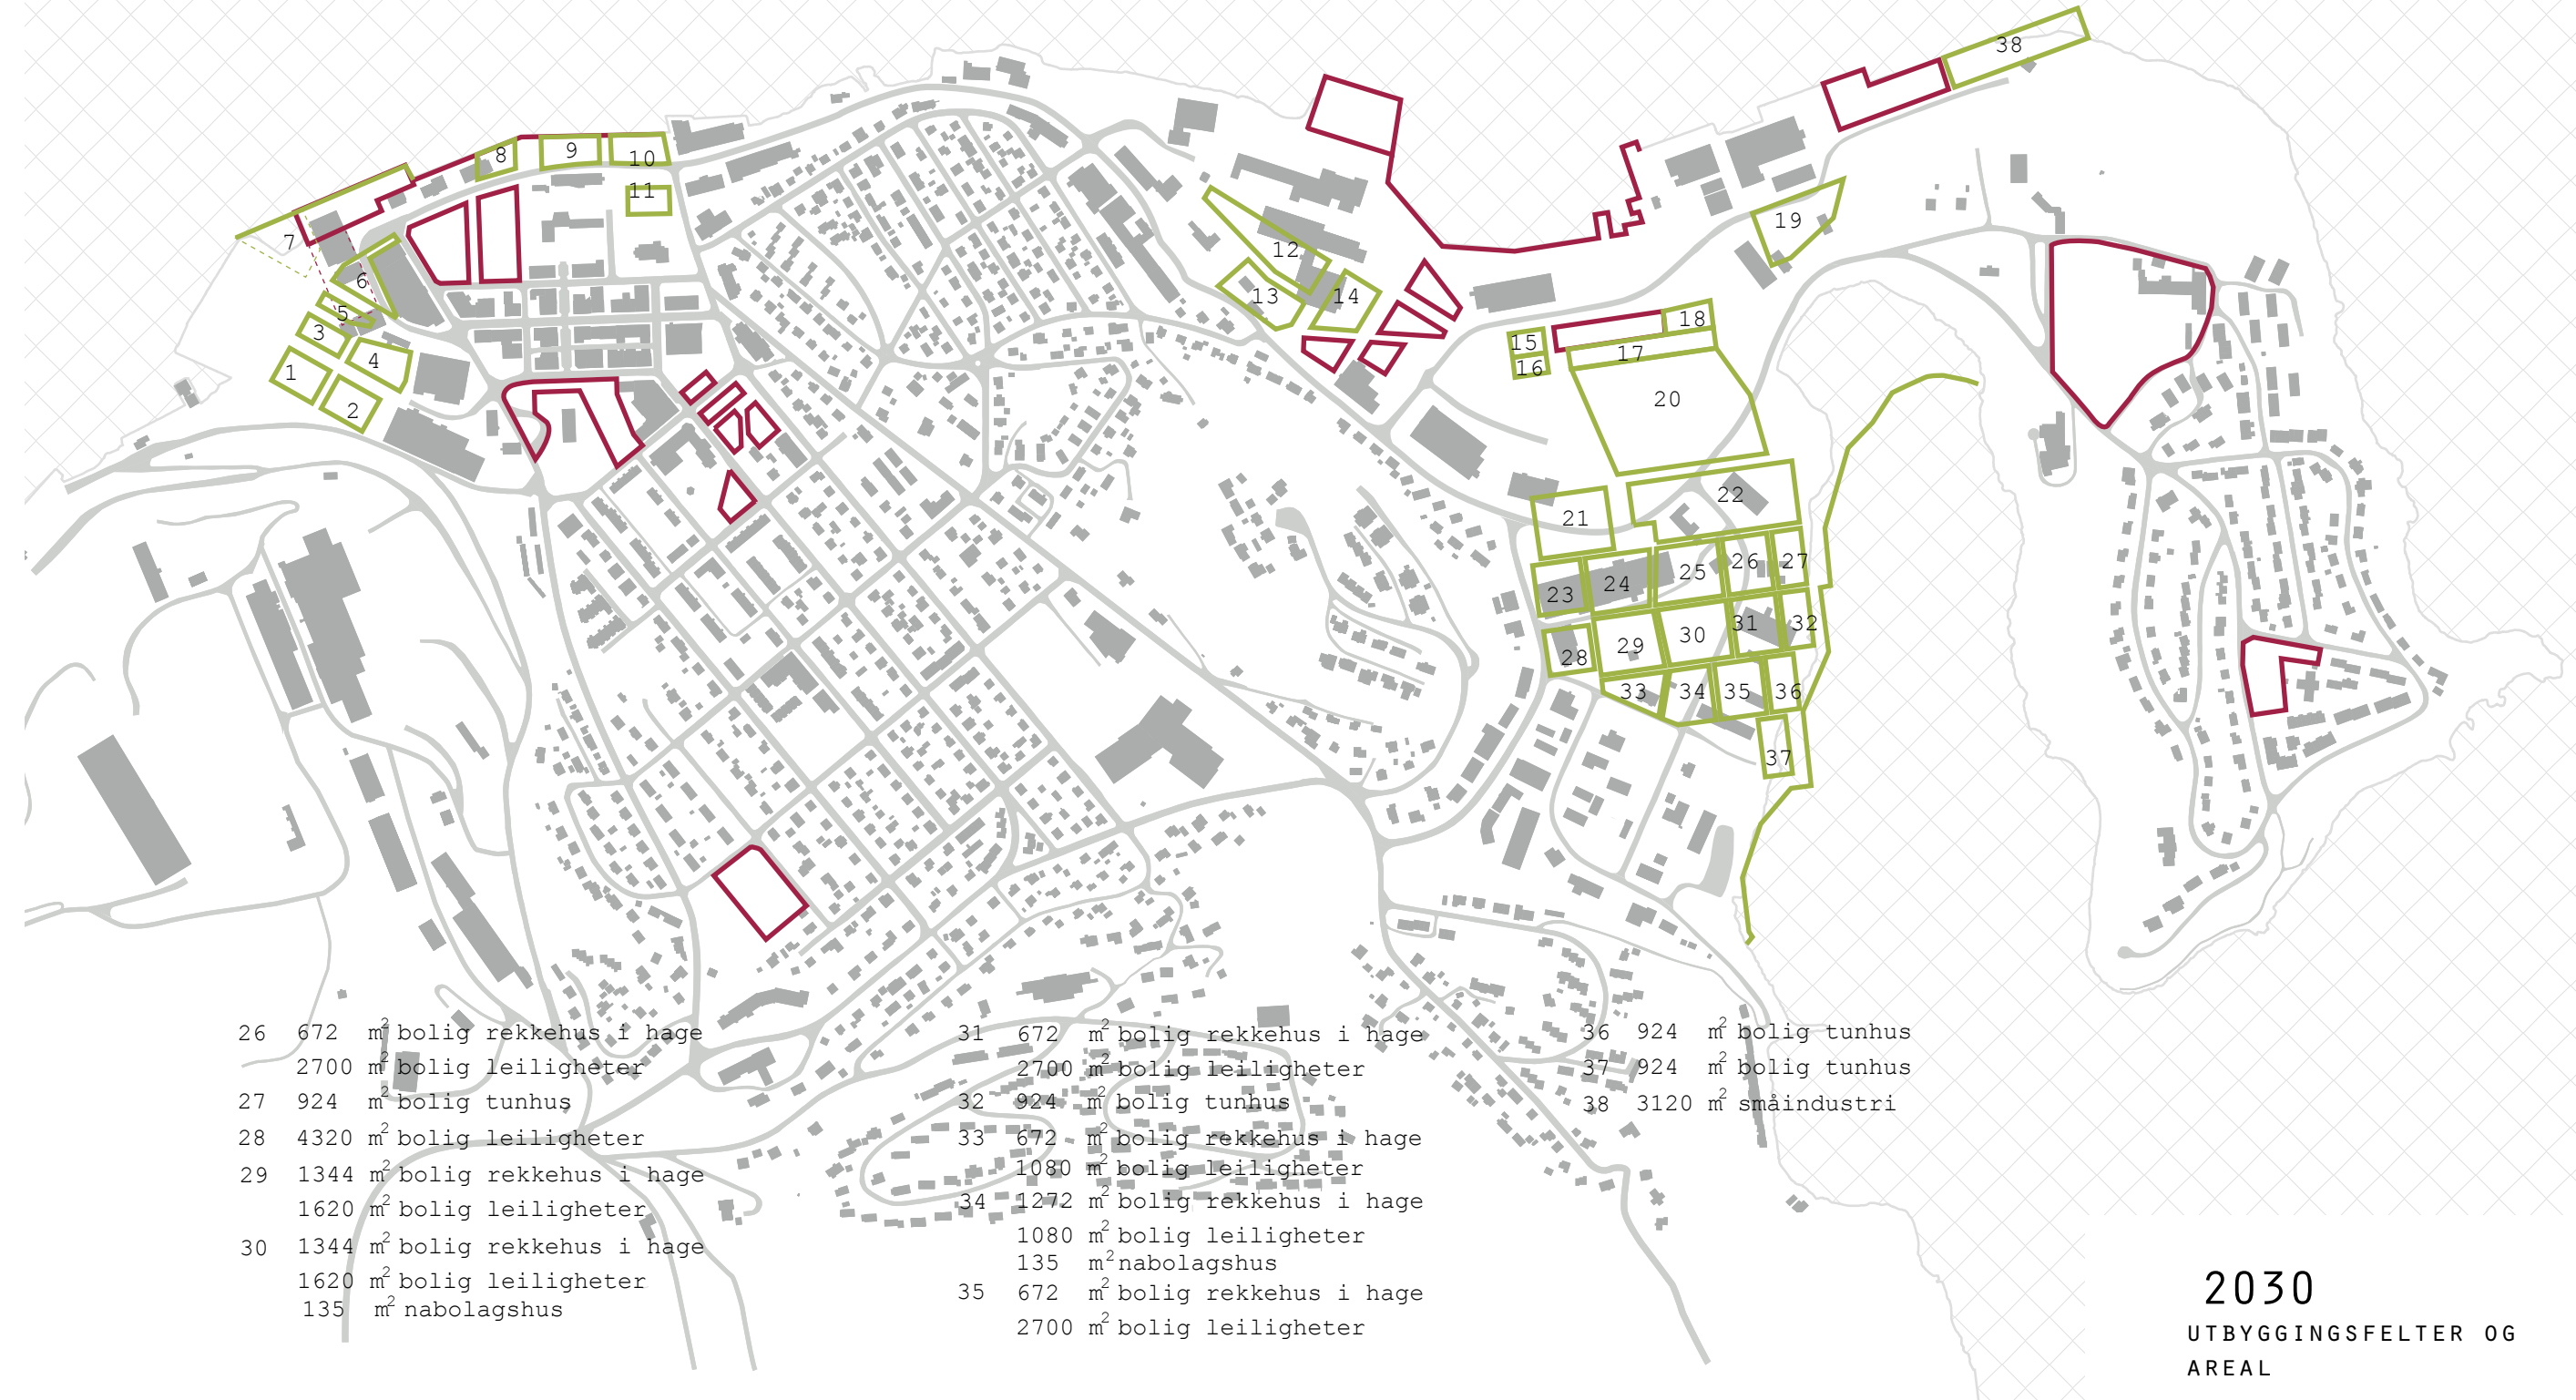 38
8
9
10
11
7
12
19
6
13
14
5
3
18
15
17
4
16
1
2
20
22
21
26
27
25
24
23
31
32
30
29
28
33
34
35
36
37
26 672 m² bolig rekkehus i hage
2700 m² bolig leiligheter
27 924 m² bolig tunhus
28 4320 m² bolig leiligheter
29 1344 m² bolig rekkehus i hage
1620 m² bolig leiligheter
30 1344 m² bolig rekkehus i hage
1620 m² bolig leiligheter
135 m² nabolagshus
31 672 m² bolig rekkehus i hage
2700 m² bolig leiligheter
32 924 m² bolig tunhus
33 672 m² bolig rekkehus i hage
1080 m² bolig leiligheter
34 1272 m² bolig rekkehus i hage
1080 m² bolig leiligheter
135 m² nabolagshus
35 672 m² bolig rekkehus i hage
2700 m² bolig leiligheter
36 924 m² bolig tunhus
37 924 m² bolig tunhus
38 3120 m² småindustri
2030
UTBYGGINGSFELTER OG
AREAL